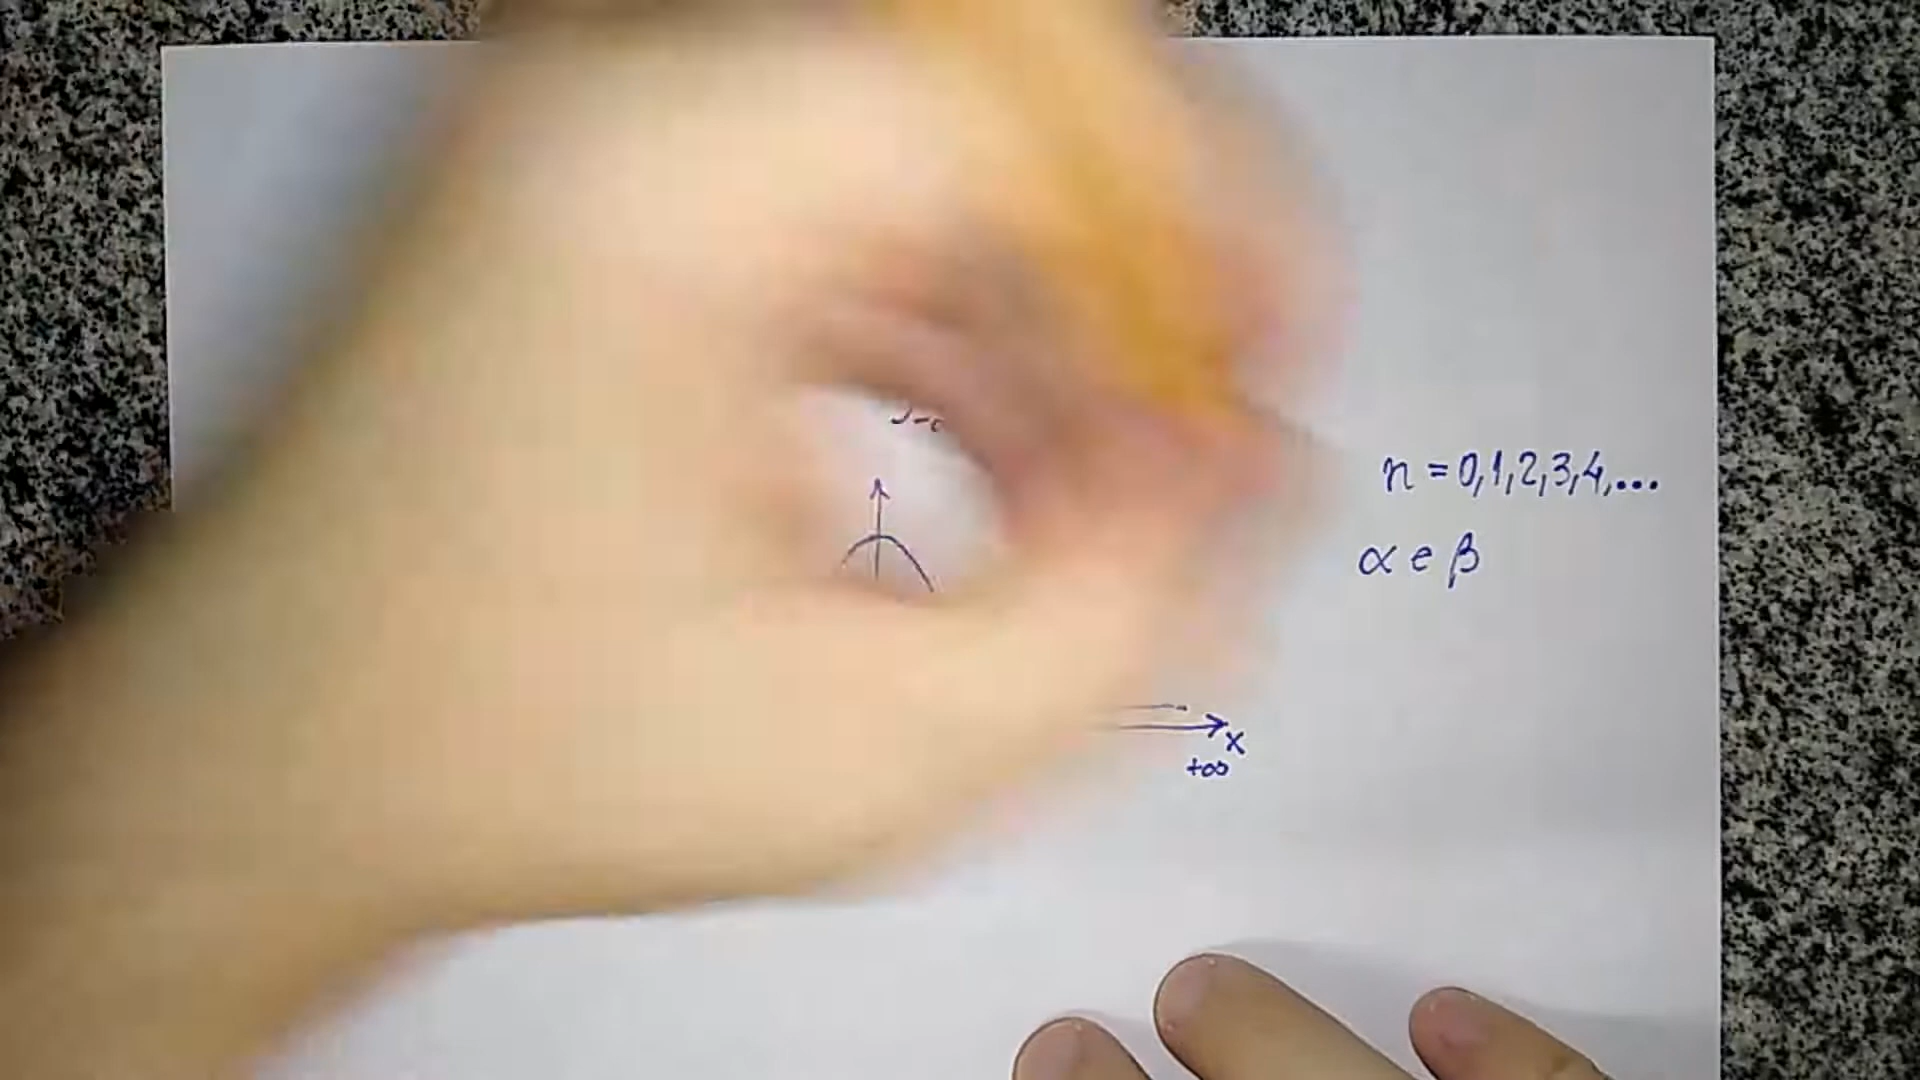 n = 0,1,2,3,4,...
α e β
x
+∞